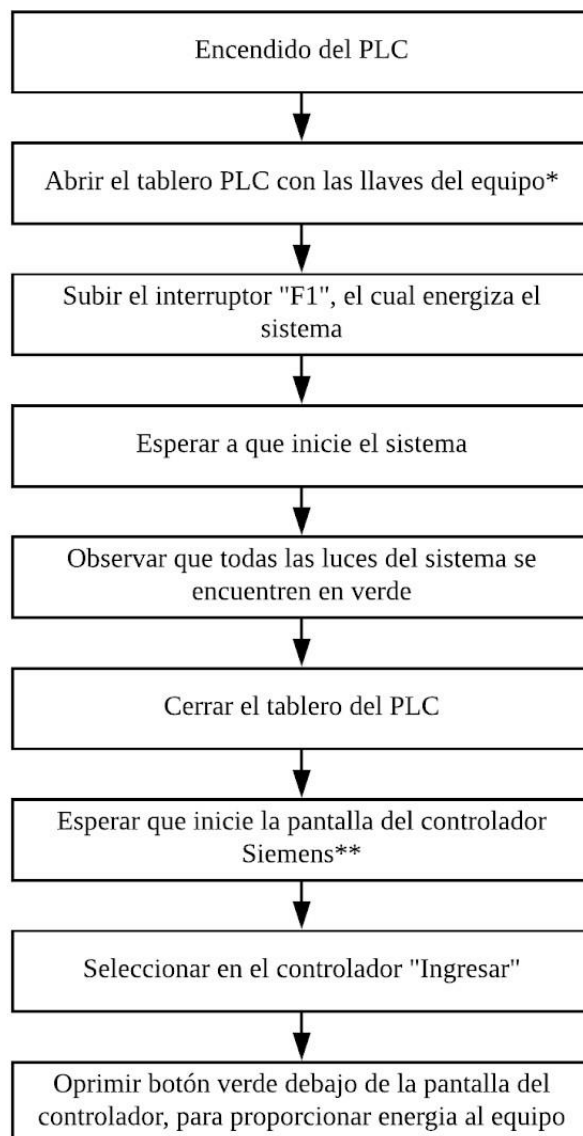 Encendido del PLC
Abrir el tablero PLC con las llaves del equipo*
Subir el interruptor "F1", el cual energiza el
sistema
Esperar a que inicie el sistema
Observar que todas las luces del sistema se
encuentren en verde
Cerrar el tablero del PLC
Esperar que inicie la pantalla del controlador
Siemens**
Seleccionar en el controlador "Ingresar"
Oprimir botón verde debajo de la pantalla del
controlador, para proporcionar energia al equipo